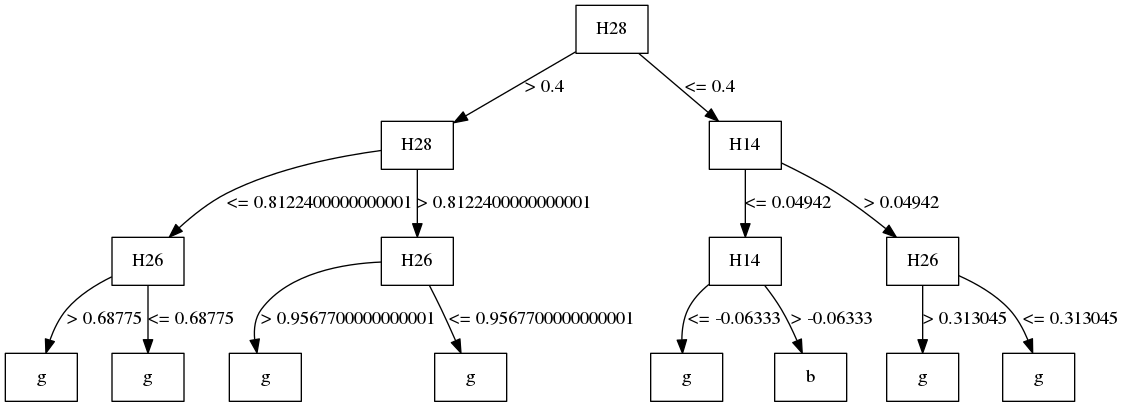 H28
> 0.4
<= 0.4
H28
H14
<= 0.8122400000000001
> 0.8122400000000001
<= 0.04942
> 0.04942
H26
H26
H14
H26
> 0.68775
<= 0.68775
> 0.9567700000000001
<= 0.9567700000000001
<= -0.06333
> -0.06333
> 0.313045
<= 0.313045
g
g
g
g
g
b
g
g